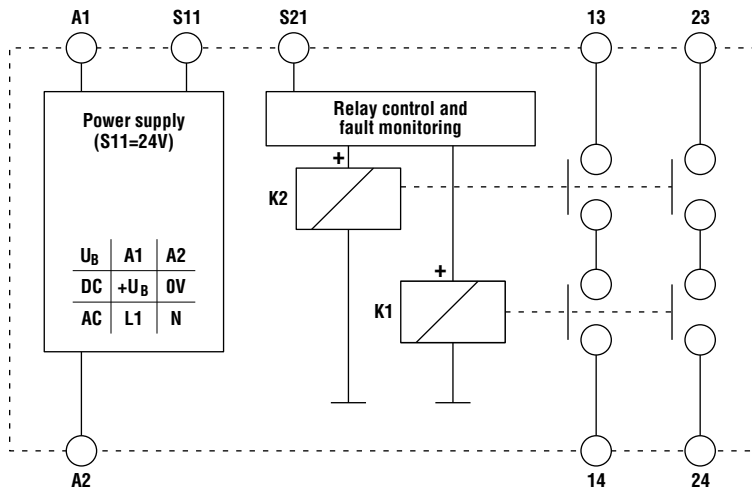 A1 S11 S21 13 23
Power supply
(S11=24V)
Relay control and
fault monitoring
+
K2
UB A1 A2
DC +UB 0V
AC L1 N
+
K1
A2 14 24